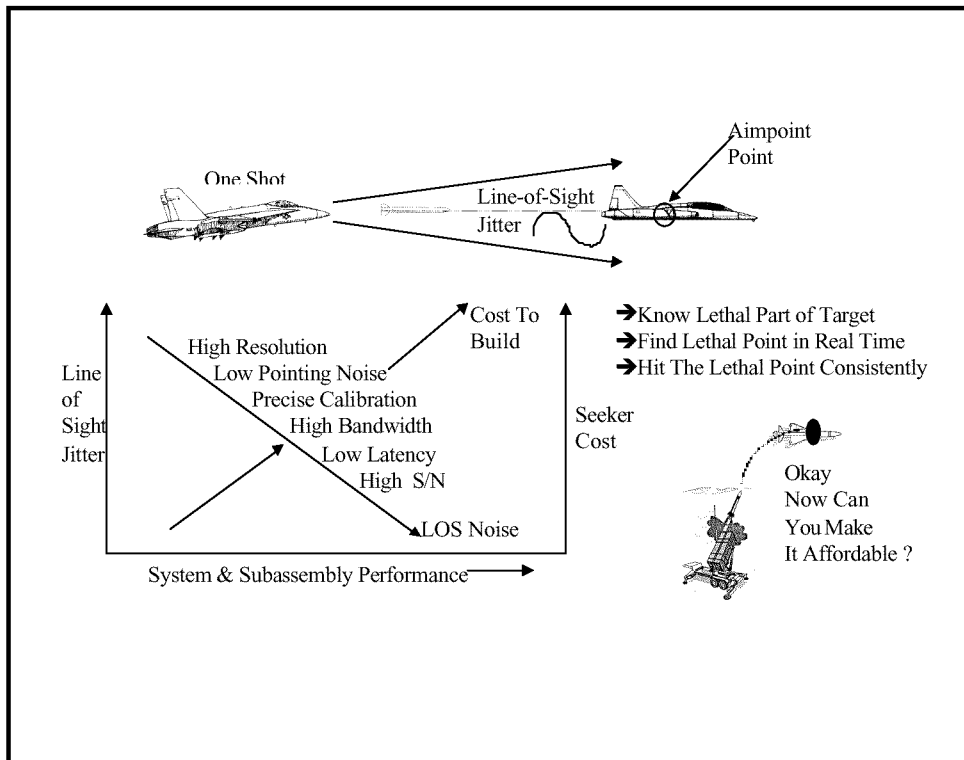 Aimpoint
Point
One Shot
Line-of-Sight
Jitter
Cost To
Build
➔Know Lethal Part of Target
➔Find Lethal Point in Real Time
➔Hit The Lethal Point Consistently
High Resolution
Low Pointing Noise
Precise Calibration
High Bandwidth
Low Latency
High S/N
LOS Noise
Line
of
Sight
Jitter
Seeker
Cost
Okay
Now Can
You Make
It Affordable ?
System & Subassembly Performance